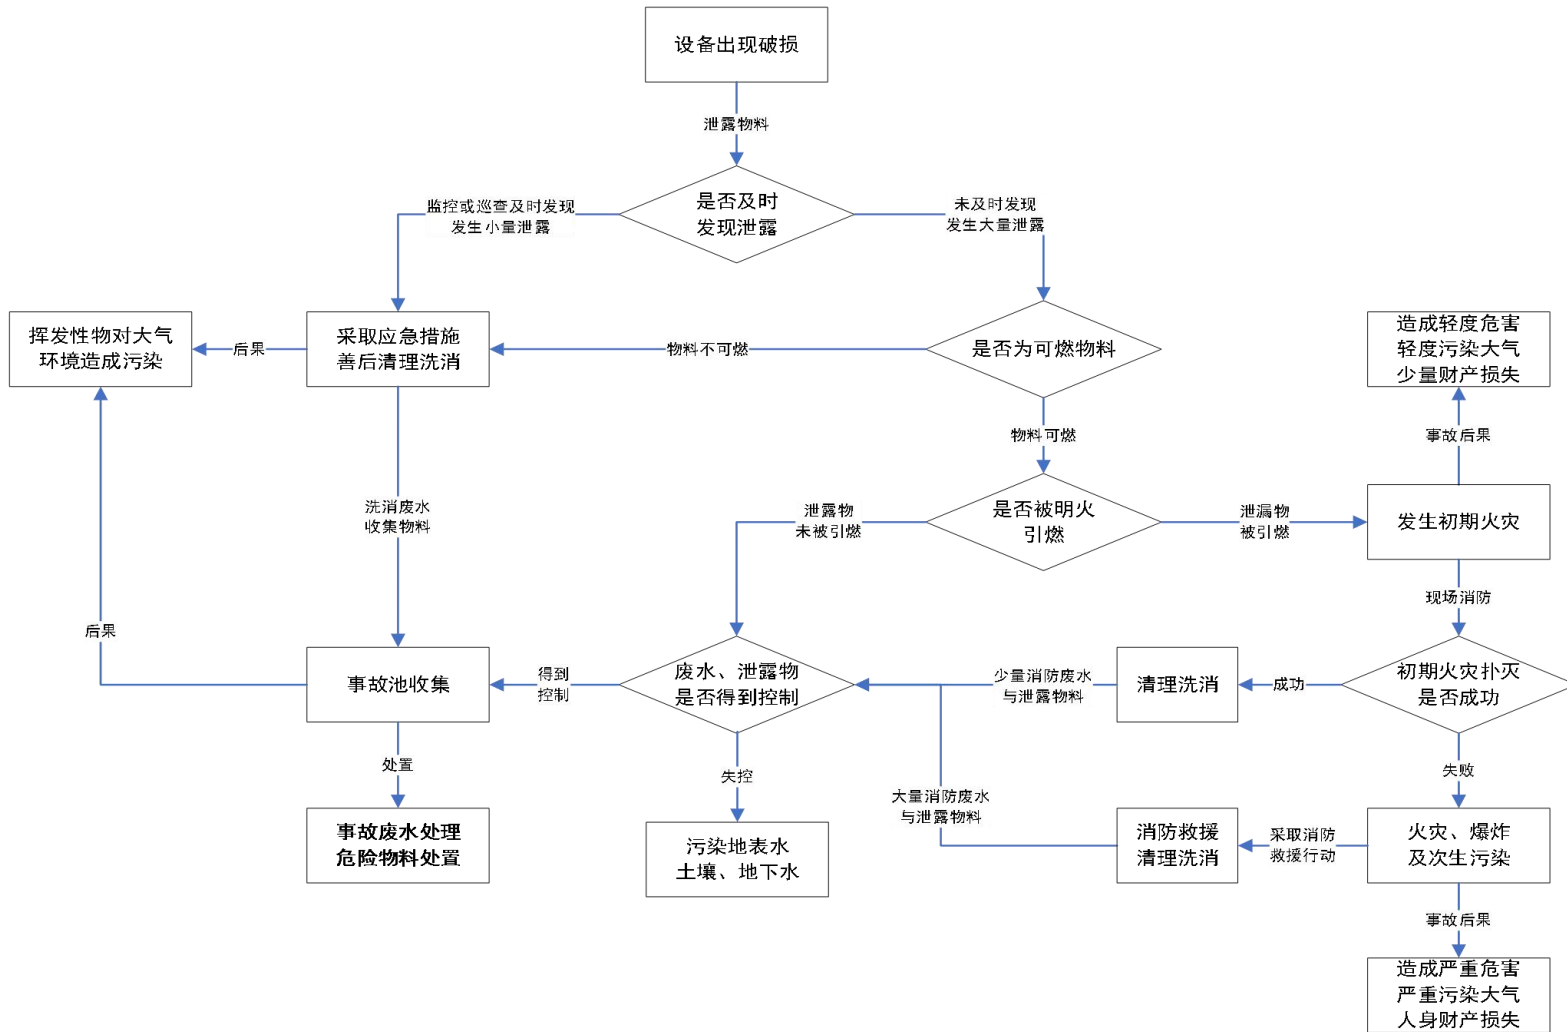 设备出现破损
泄露物料
是否及时
发现泄露
监控或巡查及时发现
发生小量泄露
未及时发现
发生大量泄露
挥发性物对大气
环境造成污染
后果
采取应急措施
善后清理洗消
物料不可燃
是否为可燃物料
造成轻度危害
轻度污染大气
少量财产损失
物料可燃
事故后果
洗消废水
收集物料
泄露物
未被引燃
是否被明火
引燃
泄漏物
被引燃
发生初期火灾
现场消防
后果
事故池收集
得到
控制
废水、泄露物
是否得到控制
少量消防废水
与泄露物料
清理洗消
成功
初期火灾扑灭
是否成功
处置
失控
失败
大量消防废水
与泄露物料
事故废水处理
危险物料处置
污染地表水
土壤、地下水
消防救援
清理洗消
采取消防
救援行动
火灾、爆炸
及次生污染
事故后果
造成严重危害
严重污染大气
人身财产损失